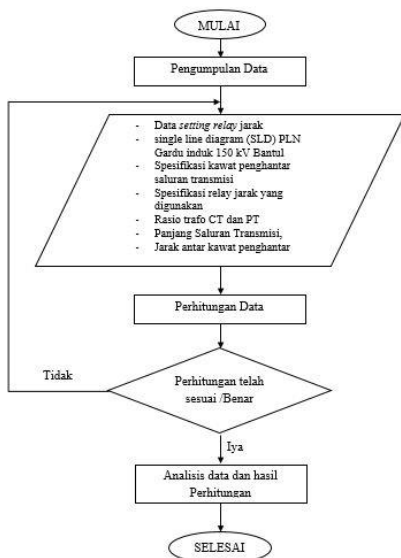 MULAI
Pengumpulan Data
- Data setting relay jarak
- single line diagram (SLD) PLN
Gardu induk 150 kV Bantul
- Spesifikasi kawat penghantar
saluran transmisi
- Spesifikasi relay jarak yang
digunakan
- Rasio trafo CT dan PT
- Panjang Saluran Transmisi,
- Jarak antar kawat penghantar
Perhitungan Data
Tidak
Perhitungan telah
sesuai /Benar
Iya
Analisis data dan hasil
Perhitungan
SELESAI